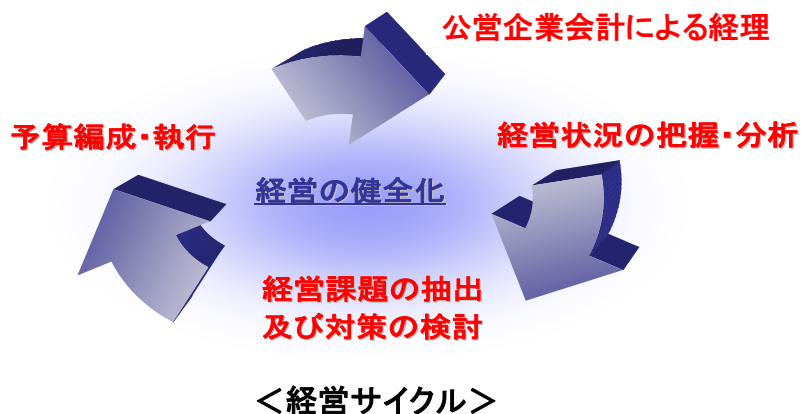 公営企業会計による経理
予算編成・執行
経営状況の把握・分析
経営の健全化
経営課題の抽出
及び対策の検討
＜経営サイクル＞